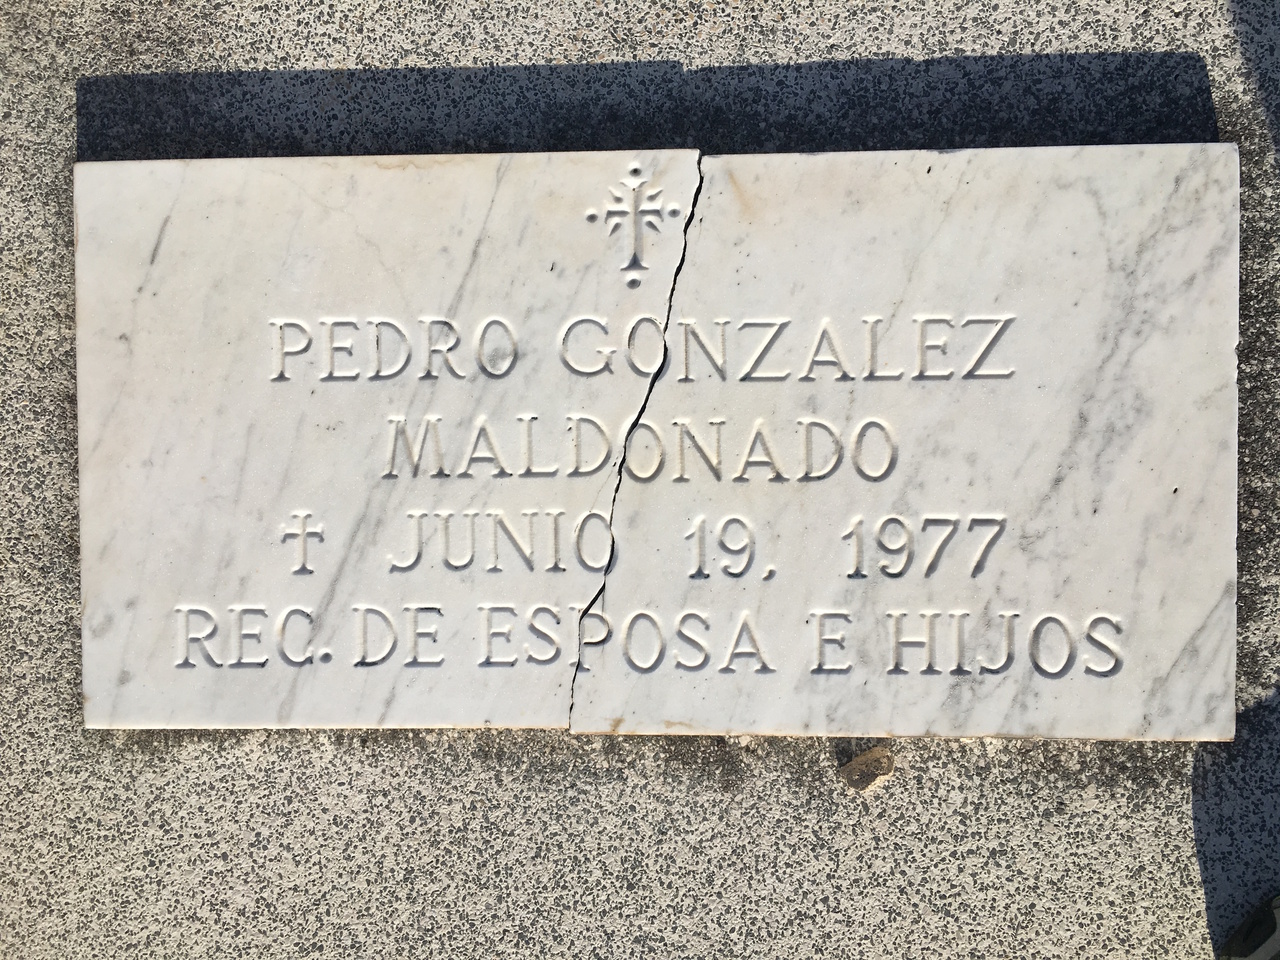 PEDRO GONZALEZ
MALDONADO
✝ JUNIO 19, 1977
REC. DE ESPOSA E HIJOS